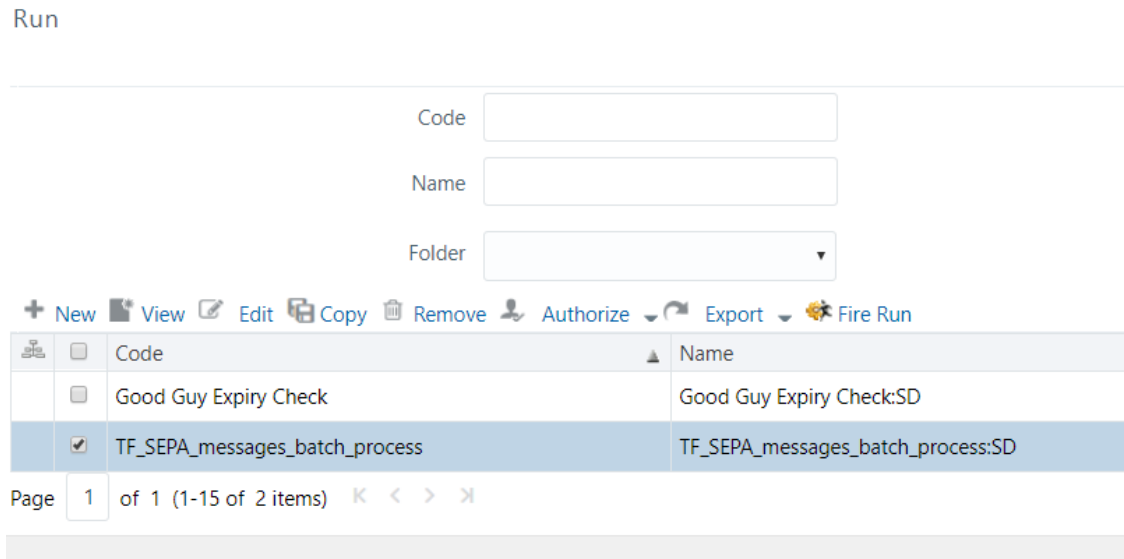 Run
Code
Name
Folder
New View Edit Copy Remove Authorize Export Fire Run
Code Name
Good Guy Expiry Check Good Guy Expiry Check:SD
TF_SEPA_messages_batch_process TF_SEPA_messages_batch_process:SD
Page 1 of 1 (1-15 of 2 items)